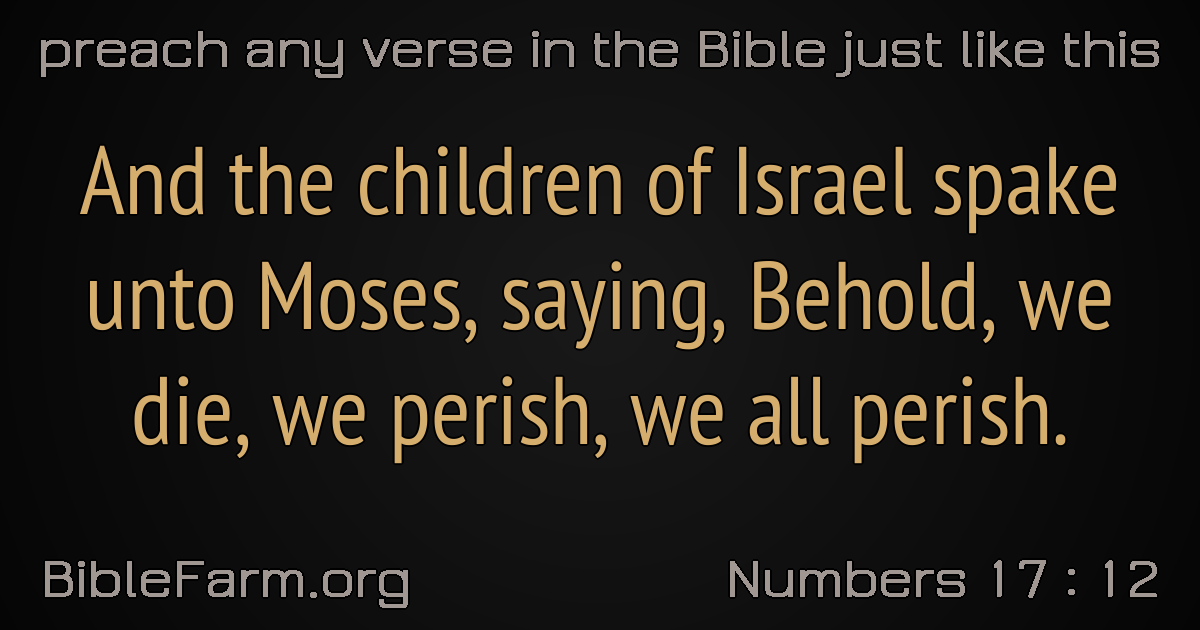 preach any verse in the Bible just like this
And the children of Israel spake
unto Moses, saying, Behold, we
die, we perish, we all perish.
BibleFarm.org
Numbers 17 : 12